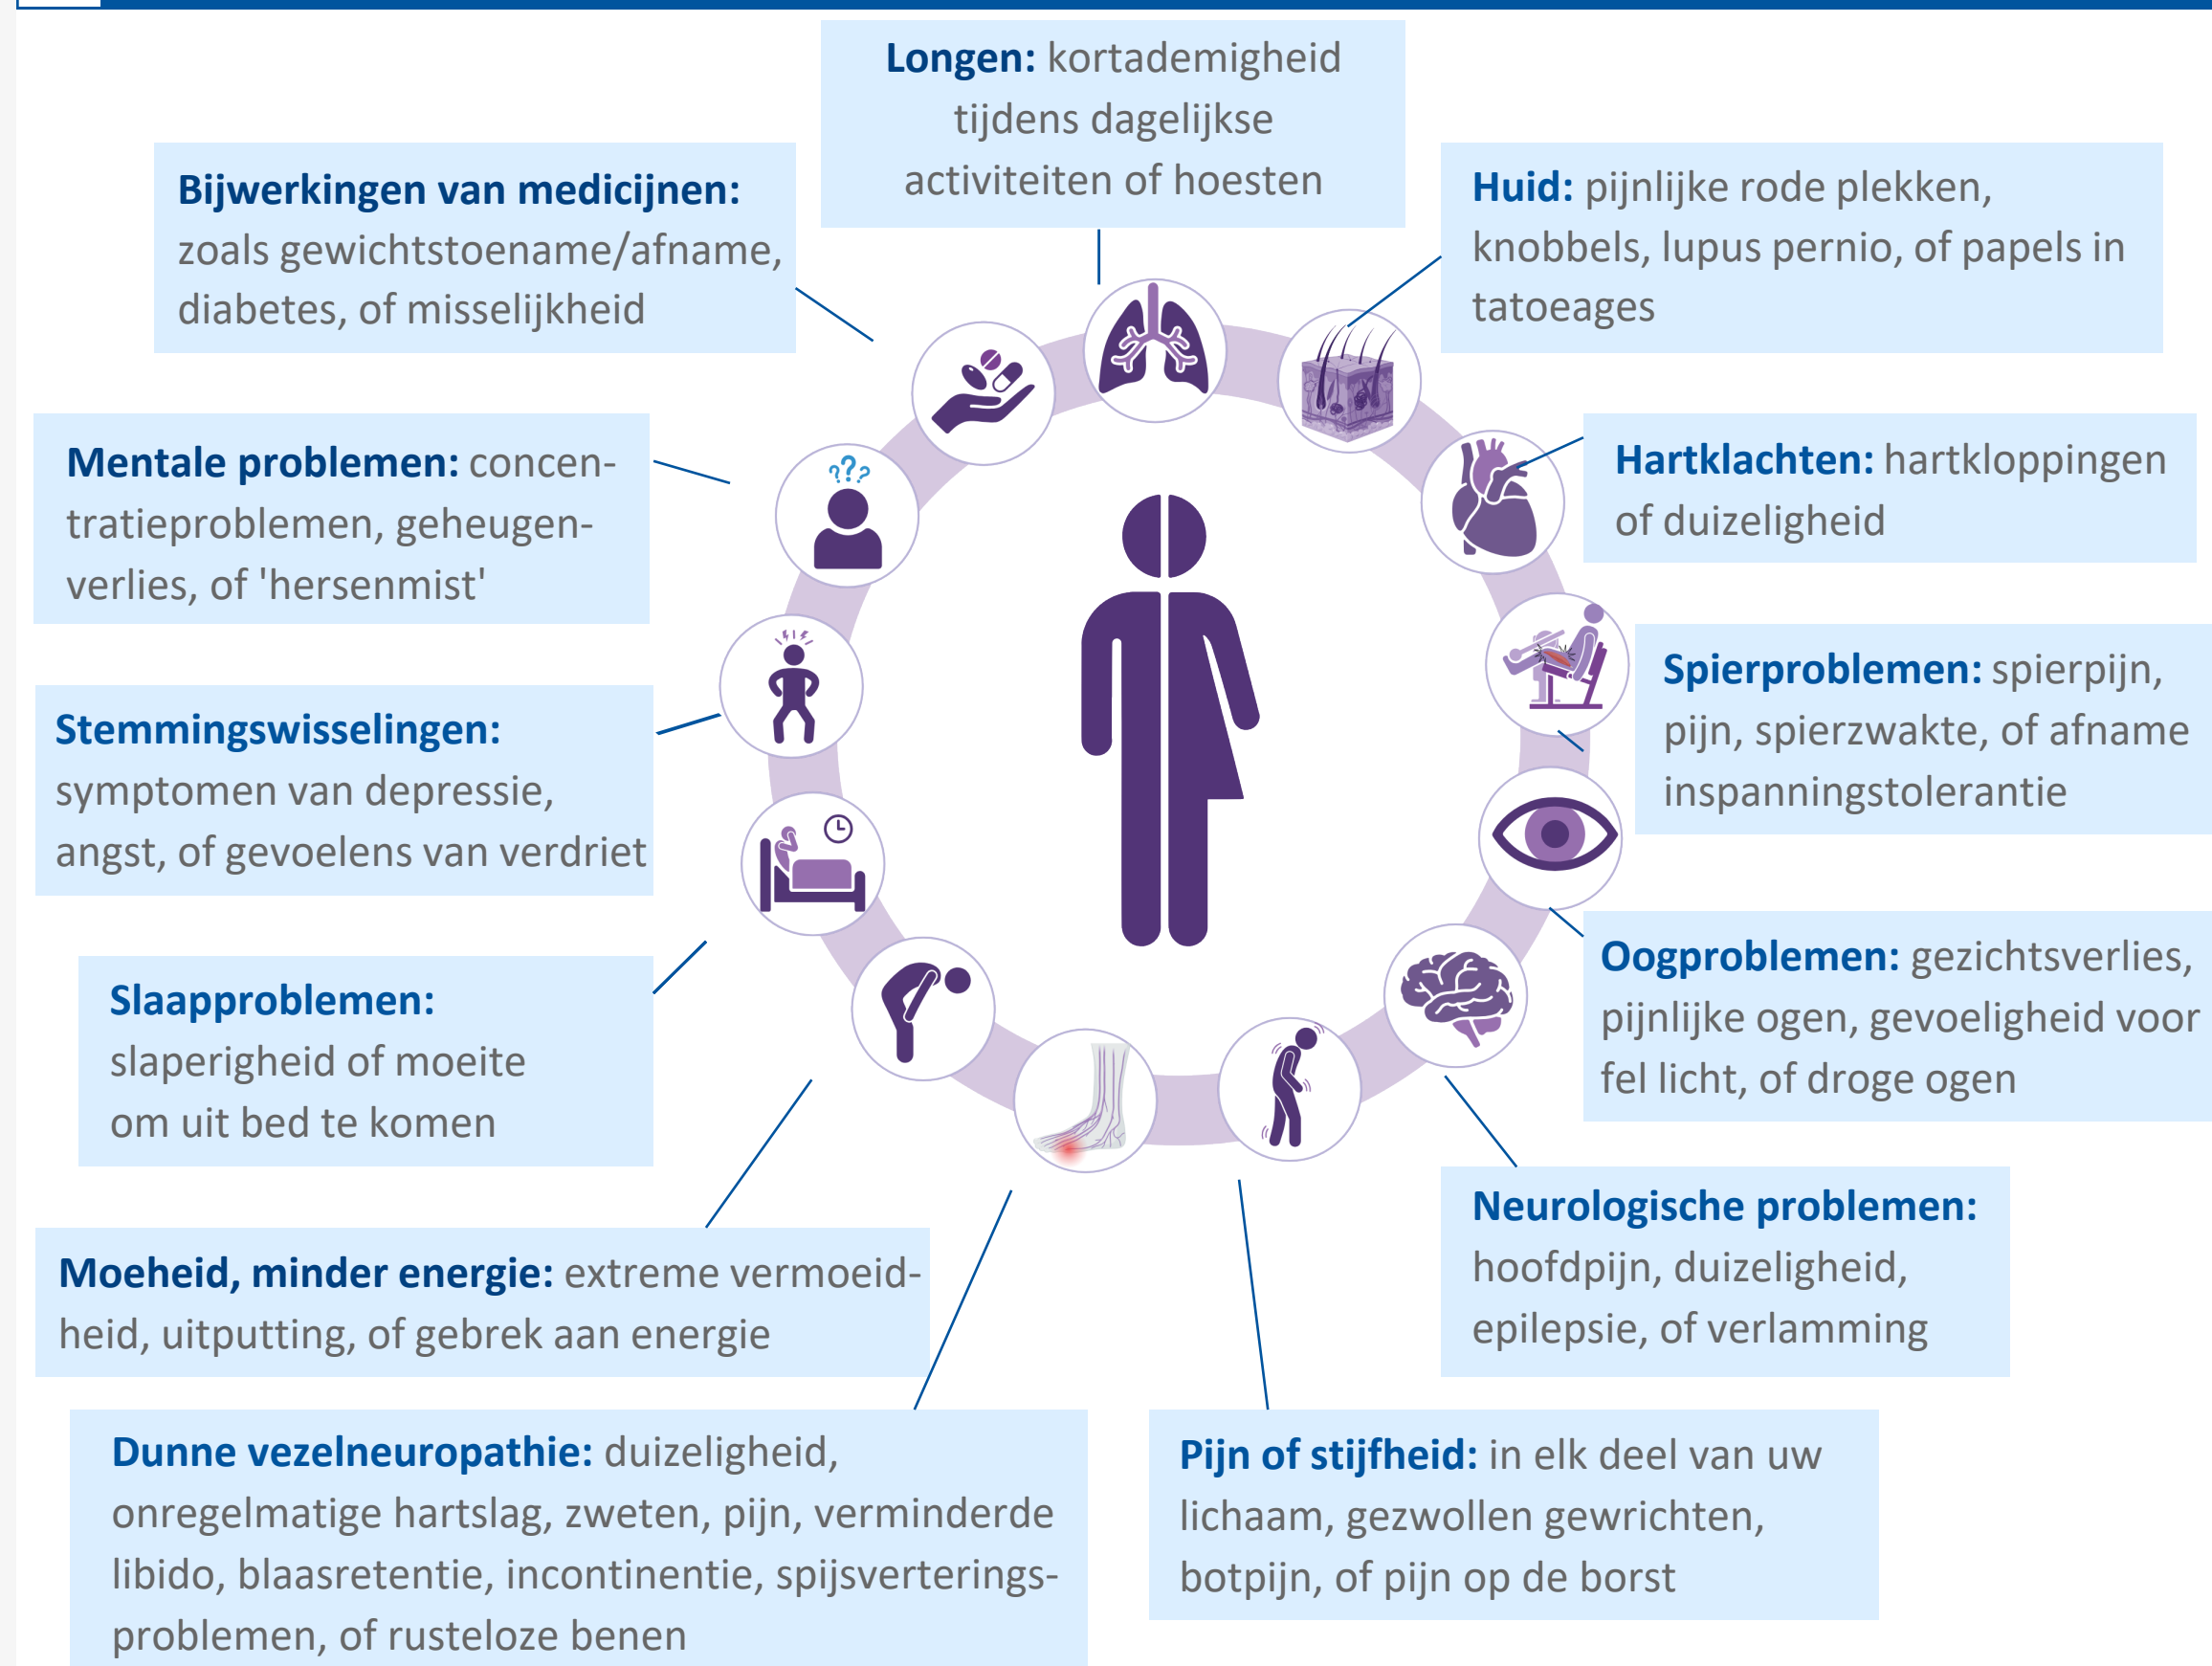 Longen: kortademigheid
tijdens dagelijkse
activiteiten of hoesten
Bijwerkingen van medicijnen:
zoals gewichtstoename/afname,
diabetes, of misselijkheid
Huid: pijnlijke rode plekken,
knobbels, lupus pernio, of papels in
tatoeages
Mentale problemen: concen-
tratieproblemen, geheugen-
verlies, of 'hersenmist'
???
Hartklachten: hartkloppingen
of duizeligheid
Stemmingswisselingen:
symptomen van depressie,
angst, of gevoelens van verdriet
Spierproblemen: spierpijn,
pijn, spierzwakte, of afname
inspanningstolerantie
Slaapproblemen:
slaperigheid of moeite
om uit bed te komen
Oogproblemen: gezichtsverlies,
pijnlijke ogen, gevoeligheid voor
fel licht, of droge ogen
Moeheid, minder energie: extreme vermoeid-
heid, uitputting, of gebrek aan energie
Neurologische problemen:
hoofdpijn, duizeligheid,
epilepsie, of verlamming
Dunne vezelneuropathie: duizeligheid,
onregelmatige hartslag, zweten, pijn, verminderde
libido, blaasretentie, incontinentie, spijsverterings-
problemen, of rusteloze benen
Pijn of stijfheid: in elk deel van uw
lichaam, gezwollen gewrichten,
botpijn, of pijn op de borst